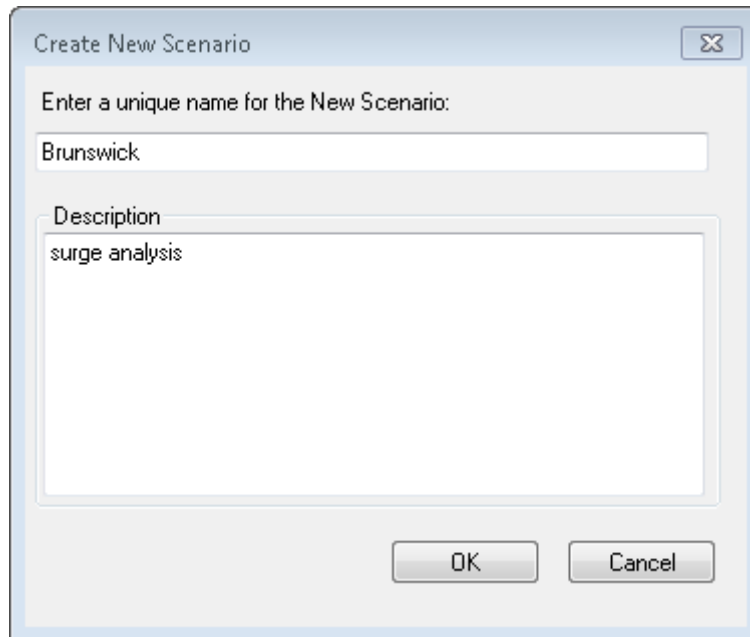 Create New Scenario
Enter a unique name for the New Scenario:
Brunswick
Description
surge analysis
OK
Cancel